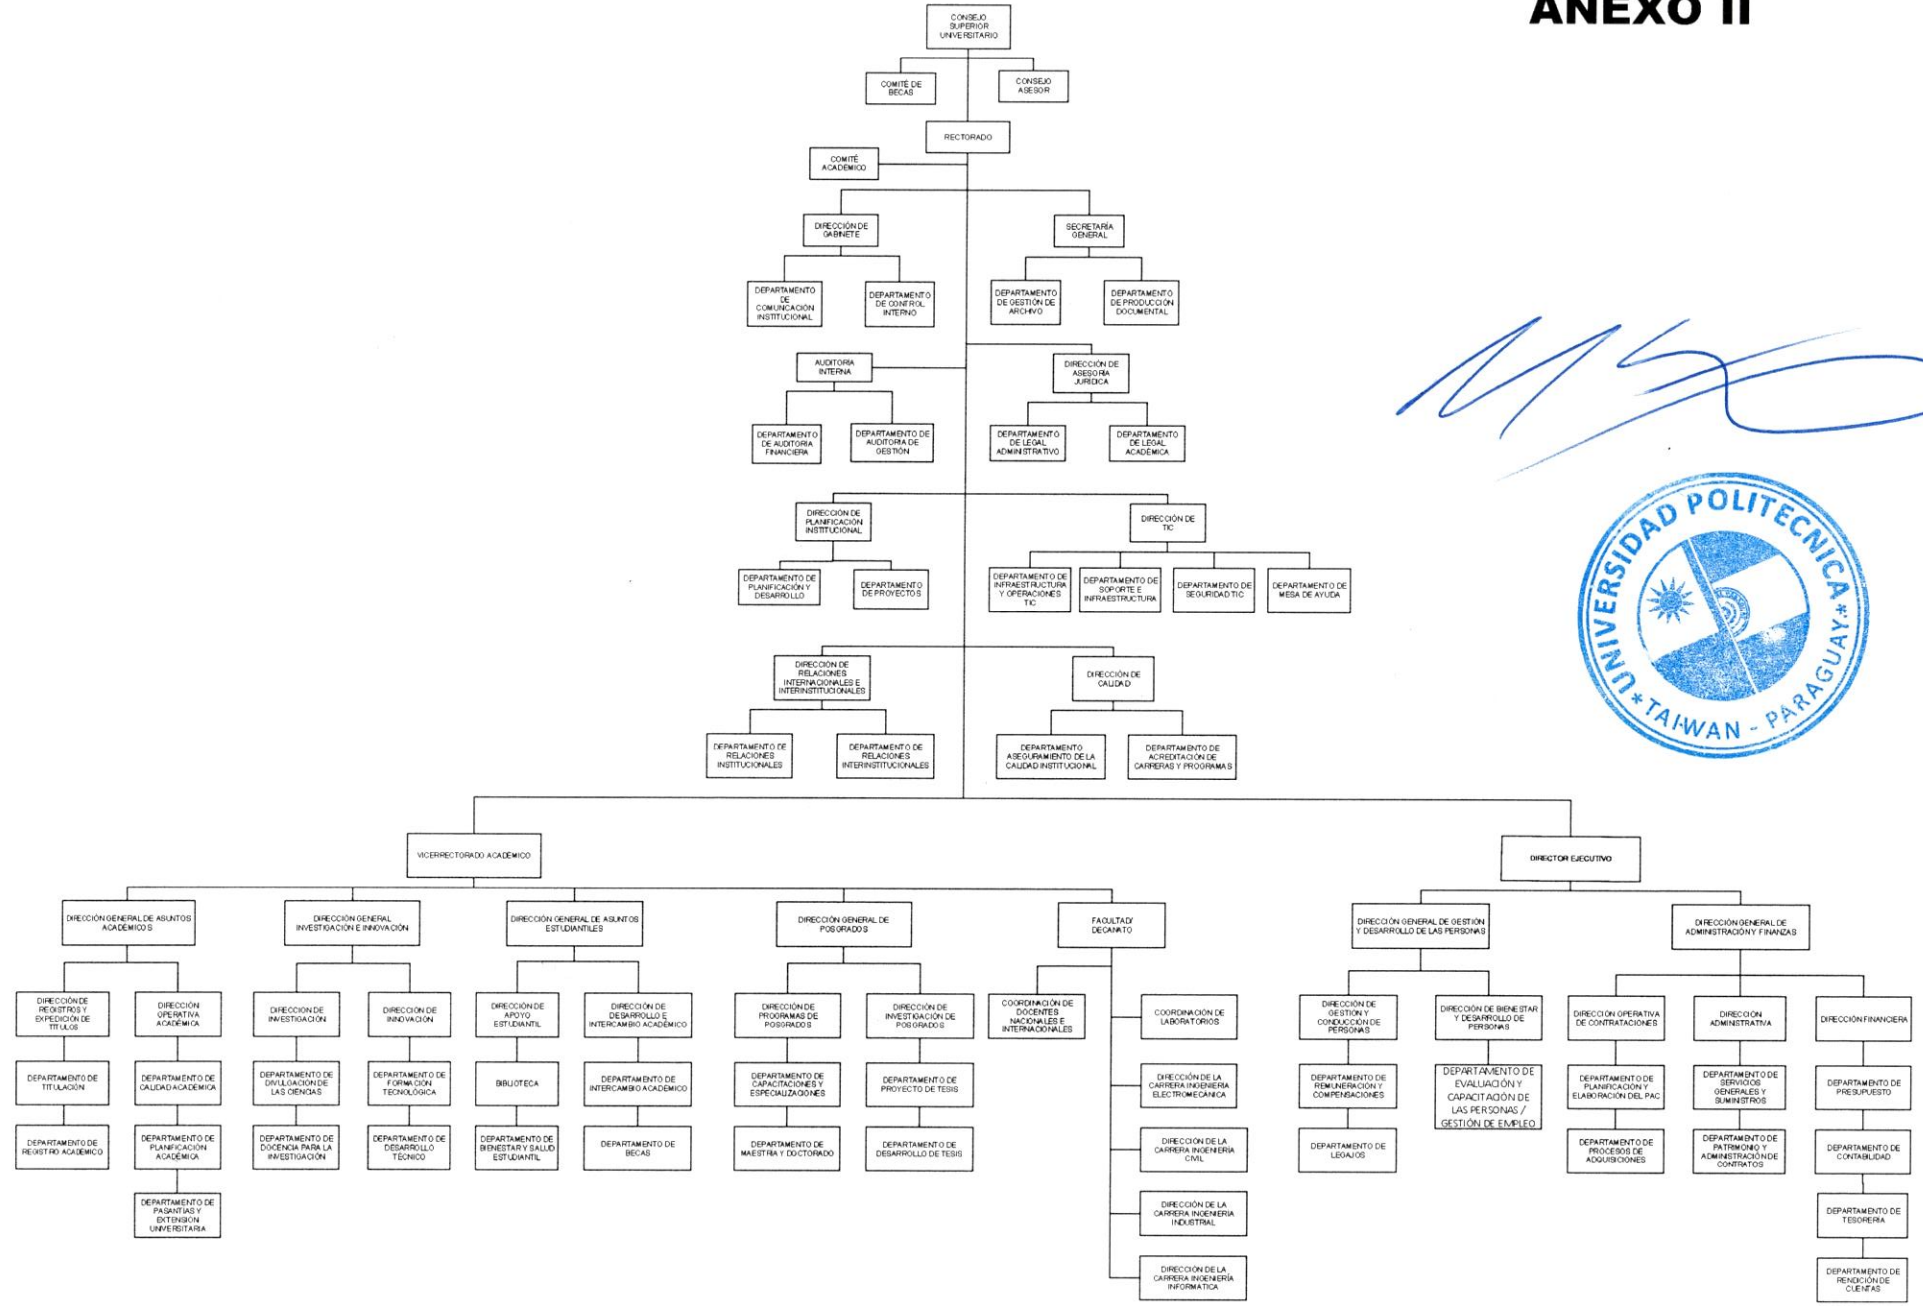 ANEXO II
CONSEJO
SUPERIOR
UNIVERSITARIO
COMITÉ DE
BECAS
CONSEJO
ASESOR
RECTORADO
COMITÉ
ACADÉMICO
DIRECCIÓN DE
GABINETE
SECRETARÍA
GENERAL
DEPARTAMENTO
DE
COMUNCACIÓN
INSTITUCIONAL
DEPARTAMENTO
DE CONTROL
INTERNO
DEPARTAMENTO
DE GESTIÓN DE
ARCHIVO
DEPARTAMENTO
DE PRODUCCIÓN
DOCUMENTAL
AUDITORIA
INTERNA
DIRECCIÓN DE
ASESORIA
JURIDICA
DEPARTAMENTO
DE AUDITORIA
FINANCIERA
DEPARTAMENTO DE
AUDITORIA DE
GESTIÓN
DEPARTAMENTO
DE LEGAL
ADMINISTRATIVO
DEPARTAMENTO
DE LEGAL
ACADÉMICA
DIRECCIÓN DE
PLANIFICACIÓN
INSTITUCIONAL
DIRECCIÓN DE
TIC
DEPARTAMENTO DE
PLANIFICACIÓN Y
DESARROLLO
DEPARTAMENTO
DE PROYECTOS
DEPARTAMENTO DE
INFRAESTRUCTURA
Y OPERACIONES
TIC
DEPARTAMENTO DE
SOPORTE E
INFRAESTRUCTURA
DEPARTAMENTO DE
SEGURIDAD TIC
DEPARTAMENTO DE
MESA DE AYUDA
DIRECCIÓN DE
RELACIONES
INTERNACIONALES E
INTERINSTITUCIONALES
DIRECCIÓN DE
CALIDAD
DEPARTAMENTO DE
RELACIONES
INSTITUCIONALES
DEPARTAMENTO DE
RELACIONES
INTERINSTITUCIONALES
DEPARTAMENTO
ASEGURAMIENTO DE LA
CALIDAD INSTITUCIONAL
DEPARTAMENTO DE
ACREDITACIÓN DE
CARRERAS Y PROGRAMAS
UNIVERSIDAD POLITECNICA
TAIWAN - PARAGUAY
VICERRECTORADO ACADÉMICO
DIRECTOR EJECUTIVO
DIRECCIÓN GENERAL DE ASUNTOS
ACADÉMICOS
DIRECCIÓN GENERAL
INVESTIGACIÓN E INNOVACIÓN
DIRECCIÓN GENERAL DE ASUNTOS
ESTUDIANTILES
DIRECCIÓN GENERAL DE
POSGRADOS
FACULTAD/
DECANATO
DIRECCIÓN GENERAL DE GESTIÓN
Y DESARROLLO DE LAS PERSONAS
DIRECCIÓN GENERAL DE
ADMINISTRACIÓN Y FINANZAS
DIRECCIÓN DE
REGISTROS Y
EXPEDICIÓN DE
TÍTULOS
DIRECCIÓN
OPERATIVA
ACADÉMICA
DIRECCIÓN DE
INVESTIGACIÓN
DIRECCIÓN DE
INNOVACIÓN
DIRECCIÓN DE
APOYO
ESTUDIANTIL
DIRECCIÓN DE
DESARROLLO E
INTERCAMBIO ACADÉMICO
DIRECCIÓN DE
PROGRAMAS DE
POSGRADOS
DIRECCIÓN DE
INVESTIGACIÓN DE
POSGRADOS
COORDINACIÓN DE
DOCENTES
NACIONALES E
INTERNACIONALES
COORDINACIÓN DE
LABORATORIOS
DIRECCIÓN DE
GESTIÓN Y
CONDUCCIÓN DE
PERSONAS
DIRECCIÓN DE BIENESTAR
Y DESARROLLO DE
PERSONAS
DIRECCIÓN OPERATIVA
DE CONTRATACIONES
DIRECCIÓN
ADMINISTRATIVA
DIRECCIÓN FINANCIERA
DEPARTAMENTO DE
TITULACIÓN
DEPARTAMENTO DE
CALIDAD ACADÉMICA
DEPARTAMENTO DE
DIVULGACIÓN DE
LAS CIENCIAS
DEPARTAMENTO DE
FORMACIÓN
TECNOLÓGICA
BIBLIOTECA
DEPARTAMENTO DE
INTERCAMBIO ACADÉMICO
DEPARTAMENTO DE
CAPACITACIONES Y
ESPECIALIZACIONES
DEPARTAMENTO DE
PROYECTO DE TESIS
DIRECCIÓN DE LA
CARRERA INGENIERÍA
ELECTROMECÁNICA
DEPARTAMENTO DE
REMUNERACIÓN Y
COMPENSACIONES
DEPARTAMENTO DE
EVALUACIÓN Y
CAPACITACIÓN DE
LAS PERSONAS /
GESTIÓN DE EMPLEO
DEPARTAMENTO DE
PLANIFICACIÓN Y
ELABORACIÓN DEL PAC
DEPARTAMENTO DE
SERVICIOS
GENERALES Y
SUMINISTROS
DEPARTAMENTO DE
PRESUPUESTO
DEPARTAMENTO DE
REGISTRO ACADÉMICO
DEPARTAMENTO DE
PLANIFICACIÓN
ACADÉMICA
DEPARTAMENTO DE
DOCENCIA PARA LA
INVESTIGACIÓN
DEPARTAMENTO DE
DESARROLLO
TÉCNICO
DEPARTAMENTO DE
BIENESTAR Y SALUD
ESTUDIANTIL
DEPARTAMENTO DE
BECAS
DEPARTAMENTO DE
MAESTRIA Y DOCTORADO
DEPARTAMENTO DE
DESARROLLO DE TESIS
DIRECCIÓN DE LA
CARRERA INGENIERÍA
CIVIL
DEPARTAMENTO DE
LEGAJOS
DEPARTAMENTO DE
PROCESOS DE
ADQUISICIONES
DEPARTAMENTO DE
PATRIMONIO Y
ADMINISTRACIÓN DE
CONTRATOS
DEPARTAMENTO DE
CONTABILIDAD
DEPARTAMENTO DE
PASANTÍAS Y
EXTENSIÓN
UNIVERSITARIA
DIRECCIÓN DE LA
CARRERA INGENIERÍA
INDUSTRIAL
DEPARTAMENTO DE
TESORERÍA
DIRECCIÓN DE LA
CARRERA INGENIERÍA
INFORMATICA
DEPARTAMENTO DE
RENDICIÓN DE
CUENTAS